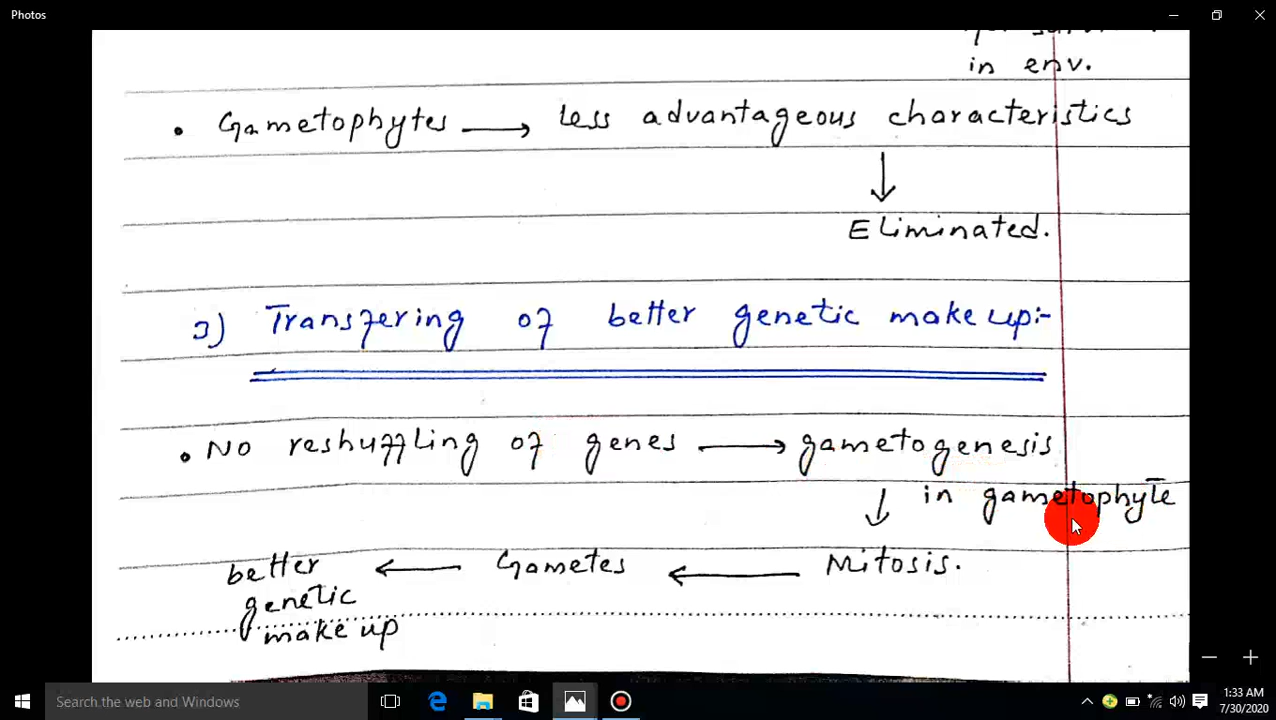 Photos
in env.
• Gametophytes → less advantageous characteristics
↓
Eliminated.
3) Transfering of better genetic make up:-
• No reshuffling of genes → gametogenesis
↓ in gametophyte
better ← Gametes ← Mitosis.
genetic
make up
Search the web and Windows
1:33 AM
7/30/2020